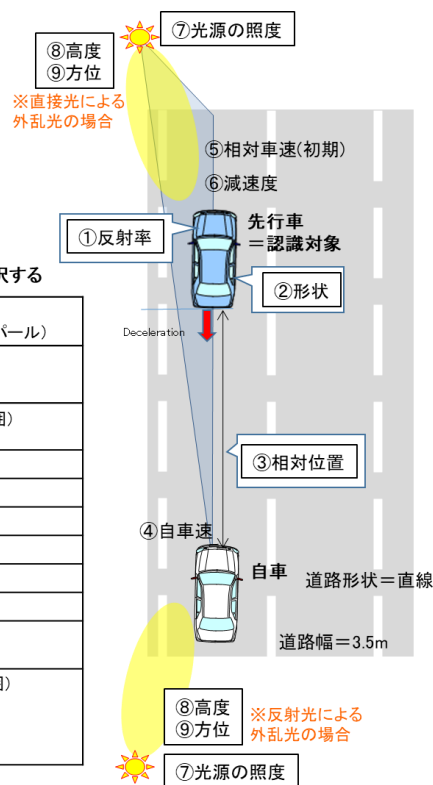 ⑦光源の照度
⑧高度
⑨方位
※直接光による
外乱光の場合
⑤相対車速(初期)
⑥減速度
①反射率
先行車
＝認識対象
②形状
択する
パール)
囲)
Deceleration
③相対位置
④自車速
自車
道路形状＝直線
道路幅＝3.5m
囲)
⑧高度
⑨方位
※反射光による
外乱光の場合
⑦光源の照度